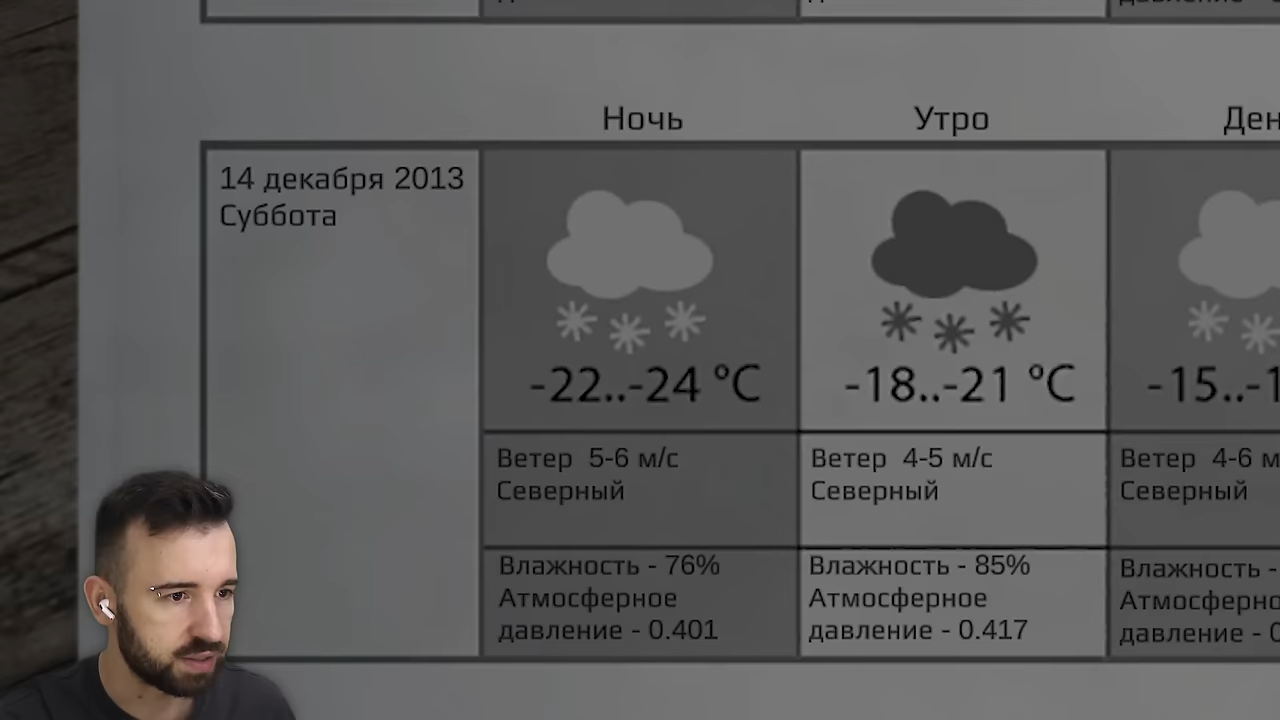 Ночь Утро
14 декабря 2013
Суббота
-22..-24 °C -18..-21 °C
Ветер 5-6 м/с Ветер 4-5 м/с Ветер 4-6
Северный Северный Северный
Влажность - 76% Влажность - 85% Влажность -
Атмосферное Атмосферное
давление - 0.401 давление - 0.417 давление -